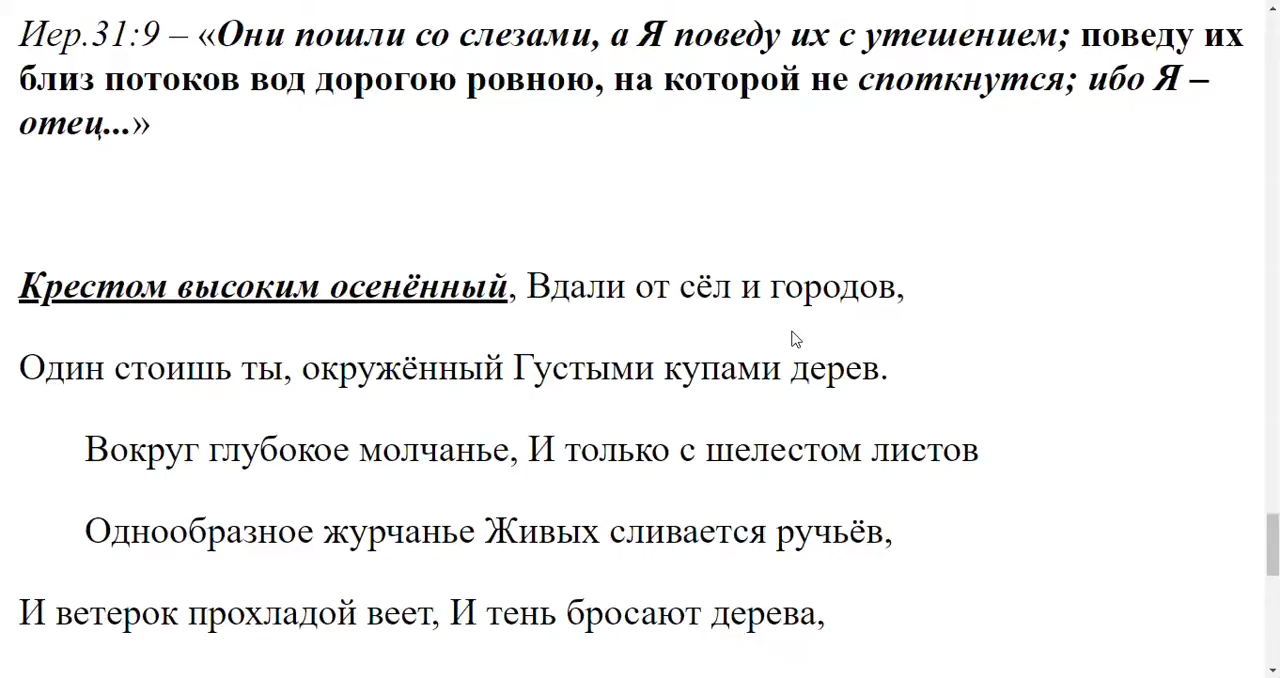 Иер.31:9 – «Они пошли со слезами, а Я поведу их с утешением; поведу их
близ потоков вод дорогою ровною, на которой не споткнутся; ибо Я –
отец...»
Крестом высоким осенённый, Вдали от сёл и городов,
Один стоишь ты, окружённый Густыми купами дерев.
Вокруг глубокое молчанье, И только с шелестом листов
Однообразное журчанье Живых сливается ручьёв,
И ветерок прохладой веет, И тень бросают дерева,